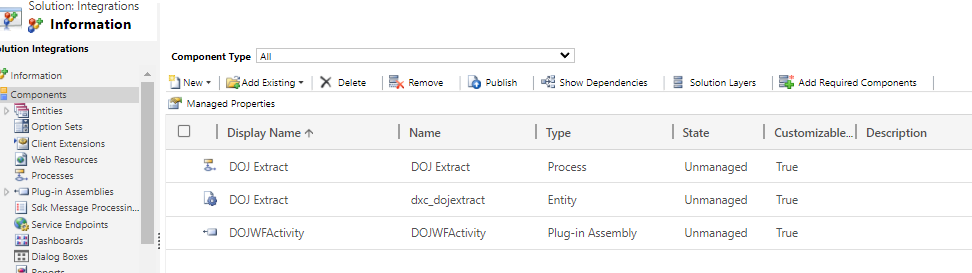 Solution: Integrations
Information
olution Integrations
Information
Components
Entities
Option Sets
Client Extensions
Web Resources
Processes
Plug-in Assemblies
Sdk Message Processin...
Service Endpoints
Dashboards
Dialog Boxes
Reports
Component Type All
New Add Existing Delete Remove Publish Show Dependencies Solution Layers Add Required Components
Managed Properties
Display Name ↑ Name Type State Customizable... Description
DOJ Extract DOJ Extract Process Unmanaged True
DOJ Extract dxc_dojextract Entity Unmanaged True
DOJWFActivity DOJWFActivity Plug-in Assembly Unmanaged True